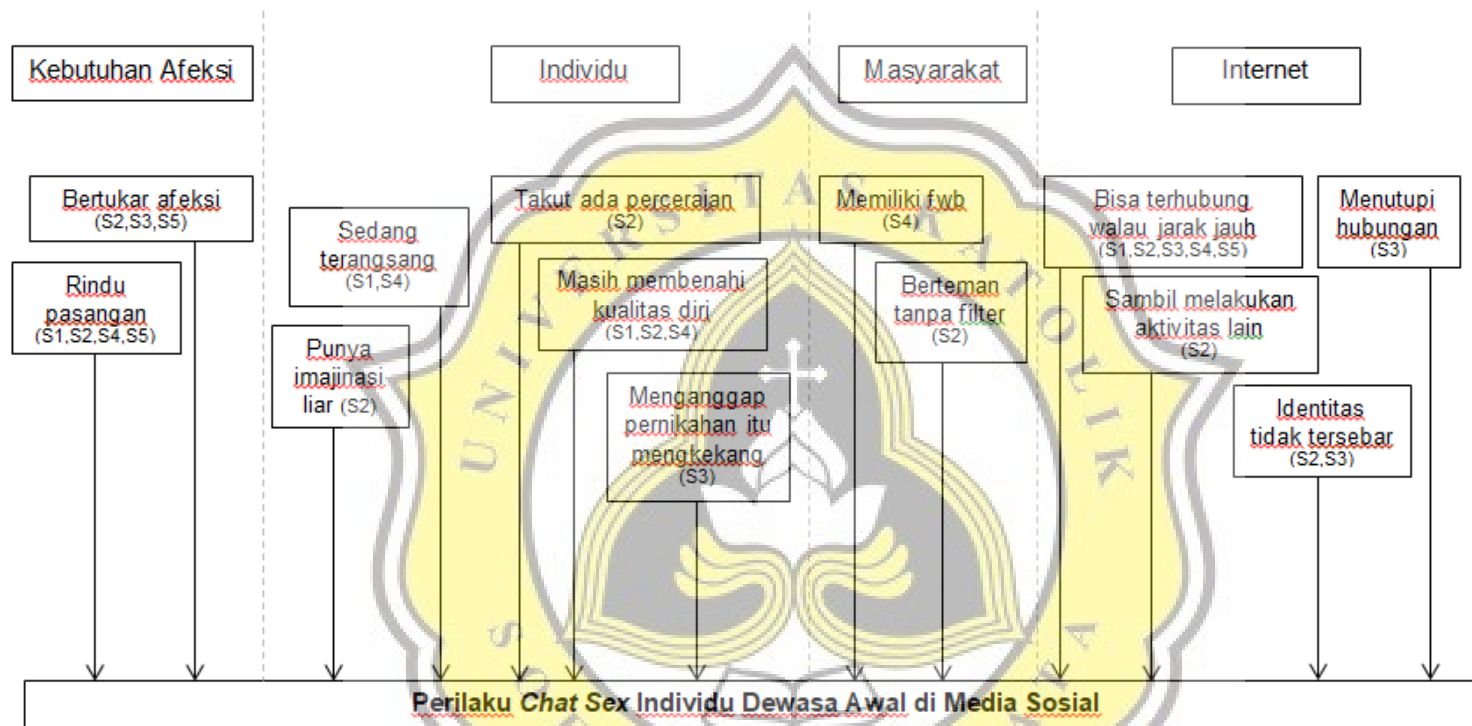 Kebutuhan Afeksi
Individu
Masyarakat
Internet
Bertukar afeksi
(S2,S3,S5)
Rindu
pasangan
(S1,S2,S4,S5)
Sedang
terangsang
(S1,S4)
Punya
imajinasi
liar (S2)
Takut ada perceraian
(S2)
Masih membenahi
kualitas diri
(S1,S2,S4)
Menganggap
pernikahan itu
mengkekang
(S3)
Memiliki fwb
(S4)
Berteman
tanpa filter
(S2)
Bisa terhubung
walau jarak jauh
(S1,S2,S3,S4,S5)
Sambil melakukan
aktivitas lain
(S2)
Menutupi
hubungan
(S3)
Identitas
tidak tersebar
(S2,S3)
Perilaku Chat Sex Individu Dewasa Awal di Media Sosial
UNIVERSITAS KATOLIK